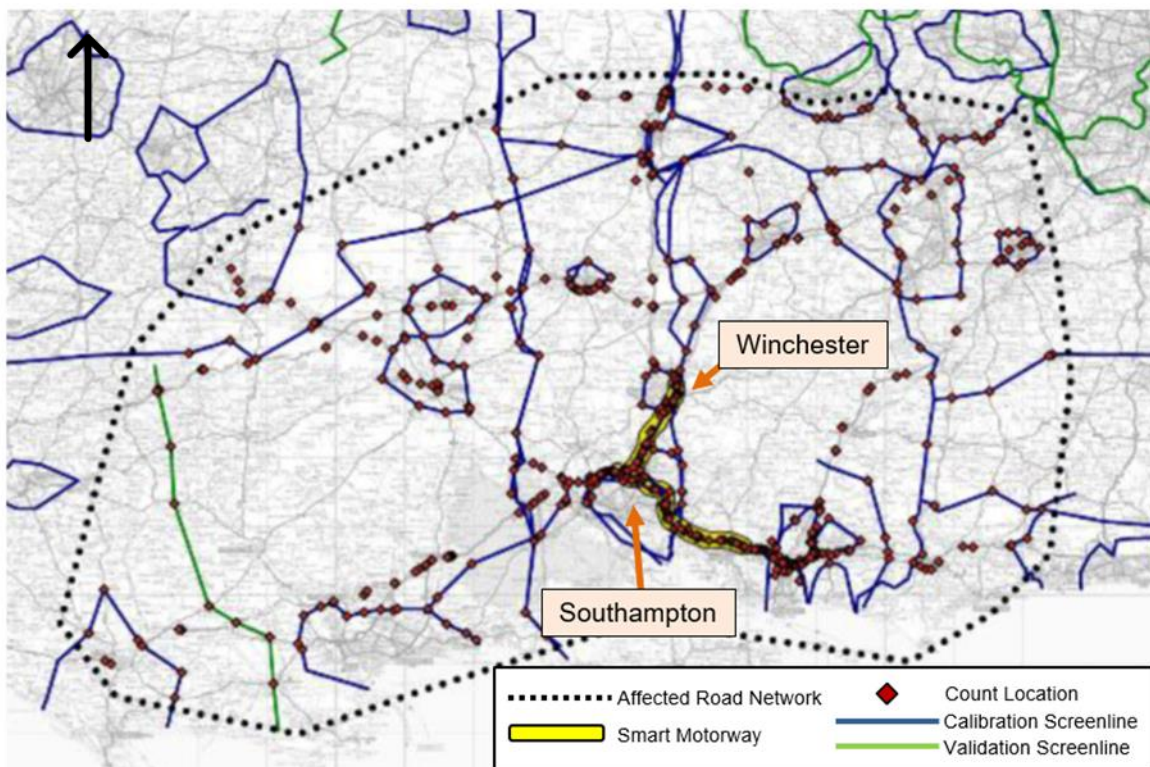 Winchester
Southampton
Affected Road Network
Count Location
Smart Motorway
Calibration Screenline
Validation Screenline